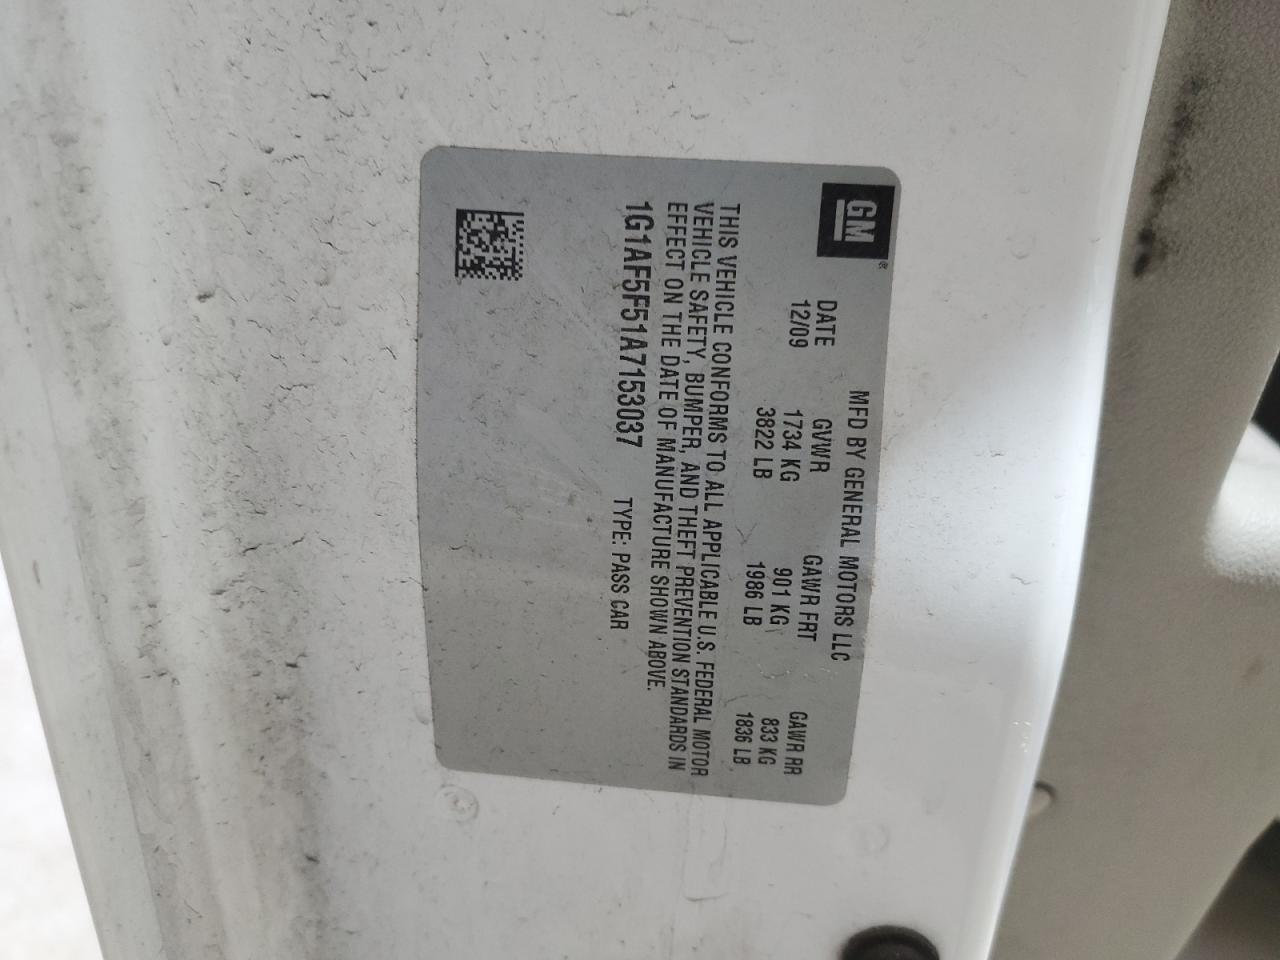 GM®
MFD BY GENERAL MOTORS LLC
DATE GVWR GAWR FRT GAWR RR
12/09 1734 KG 901 KG 833 KG
3822 LB 1986 LB 1836 LB
THIS VEHICLE CONFORMS TO ALL APPLICABLE U.S. FEDERAL MOTOR
VEHICLE SAFETY, BUMPER, AND THEFT PREVENTION STANDARDS IN
EFFECT ON THE DATE OF MANUFACTURE SHOWN ABOVE.
1G1AF5F51A7153037 TYPE: PASS CAR